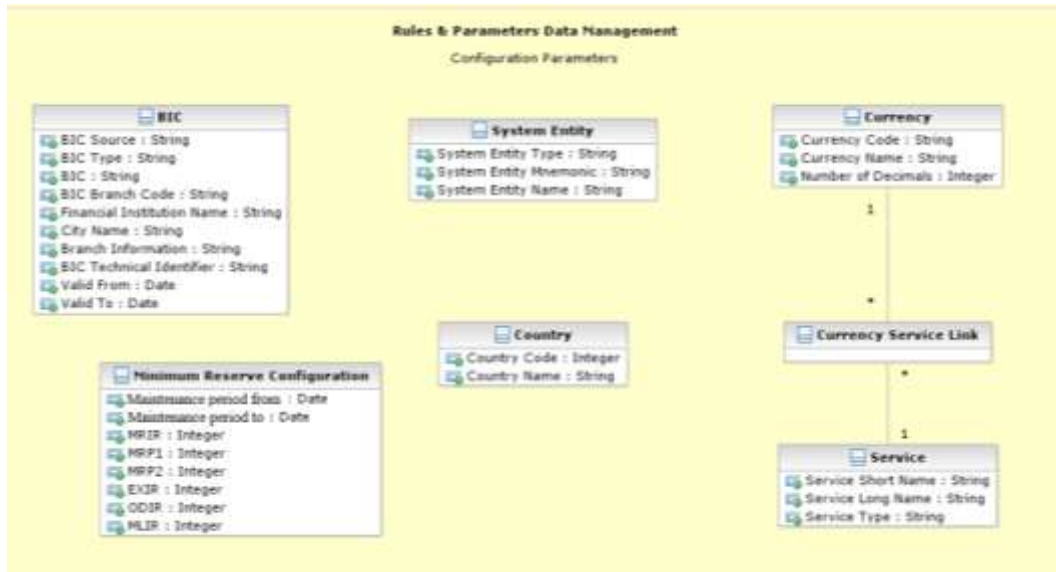 Rules & Parameters Data Management
Configuration Parameters
BIC
BIC Source : String
BIC Type : String
BIC : String
BIC Branch Code : String
Financial Institution Name : String
City Name : String
Branch Information : String
BIC Technical Identifier : String
Valid From : Date
Valid To : Date
System Entity
System Entity Type : String
System Entity Mnemonic : String
System Entity Name : String
Currency
Currency Code : String
Currency Name : String
Number of Decimals : Integer
1
*
Currency Service Link
*
1
Service
Service Short Name : String
Service Long Name : String
Service Type : String
Country
Country Code : Integer
Country Name : String
Minimum Reserve Configuration
Maintenance period from : Date
Maintenance period to : Date
MRIR : Integer
MRP1 : Integer
MRP2 : Integer
EXIR : Integer
ODIR : Integer
MLIR : Integer